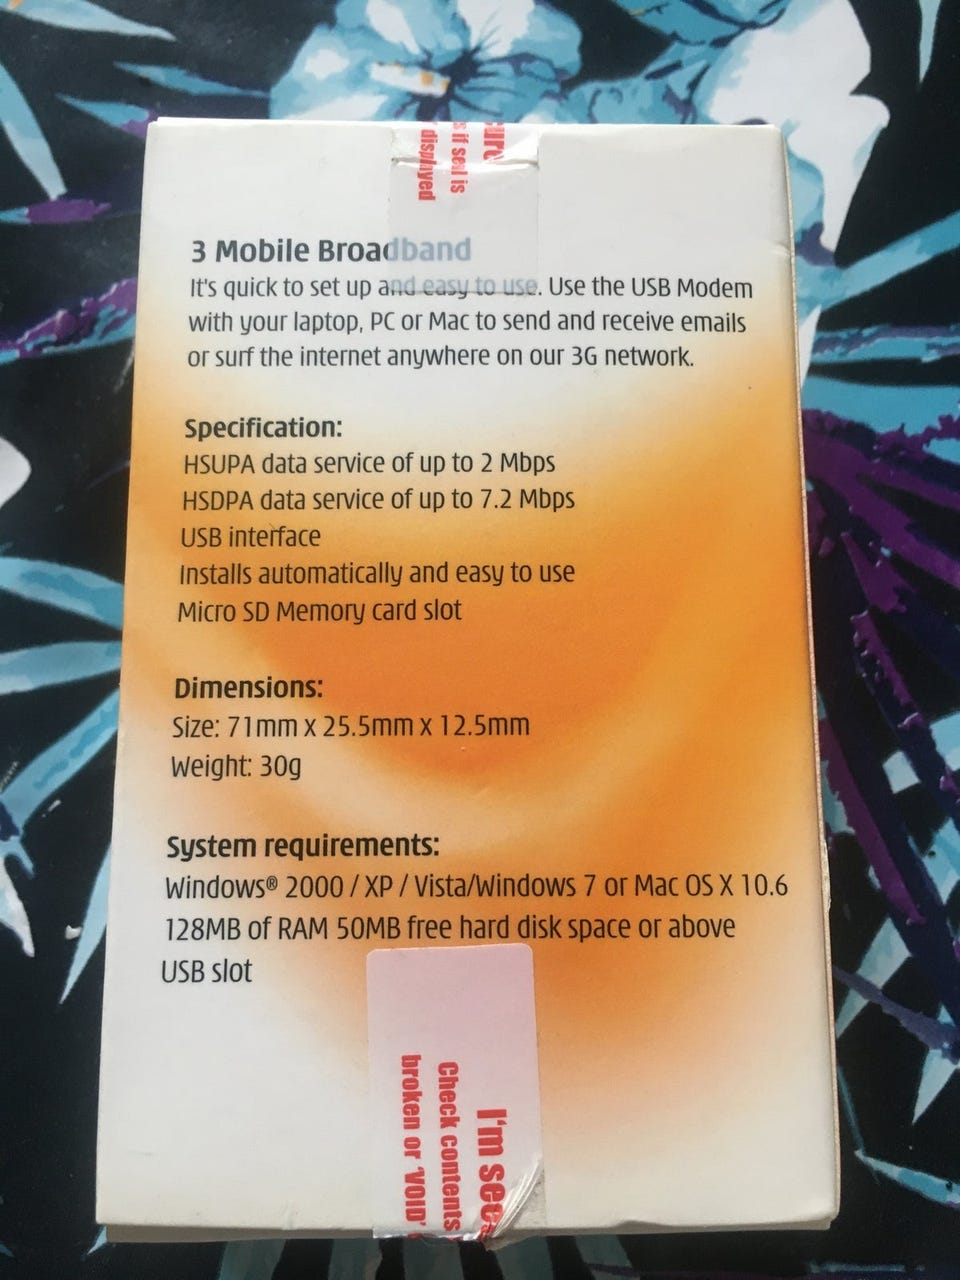 if seal is
displayed
3 Mobile Broadband
It's quick to set up and easy to use. Use the USB Modem
with your laptop, PC or Mac to send and receive emails
or surf the internet anywhere on our 3G network.
Specification:
HSUPA data service of up to 2 Mbps
HSDPA data service of up to 7.2 Mbps
USB interface
Installs automatically and easy to use
Micro SD Memory card slot
Dimensions:
Size: 71mm x 25.5mm x 12.5mm
Weight: 30g
System requirements:
Windows® 2000 / XP / Vista/Windows 7 or Mac OS X 10.6
128MB of RAM 50MB free hard disk space or above
USB slot
I'm
Check contents
broken or 'VOID'